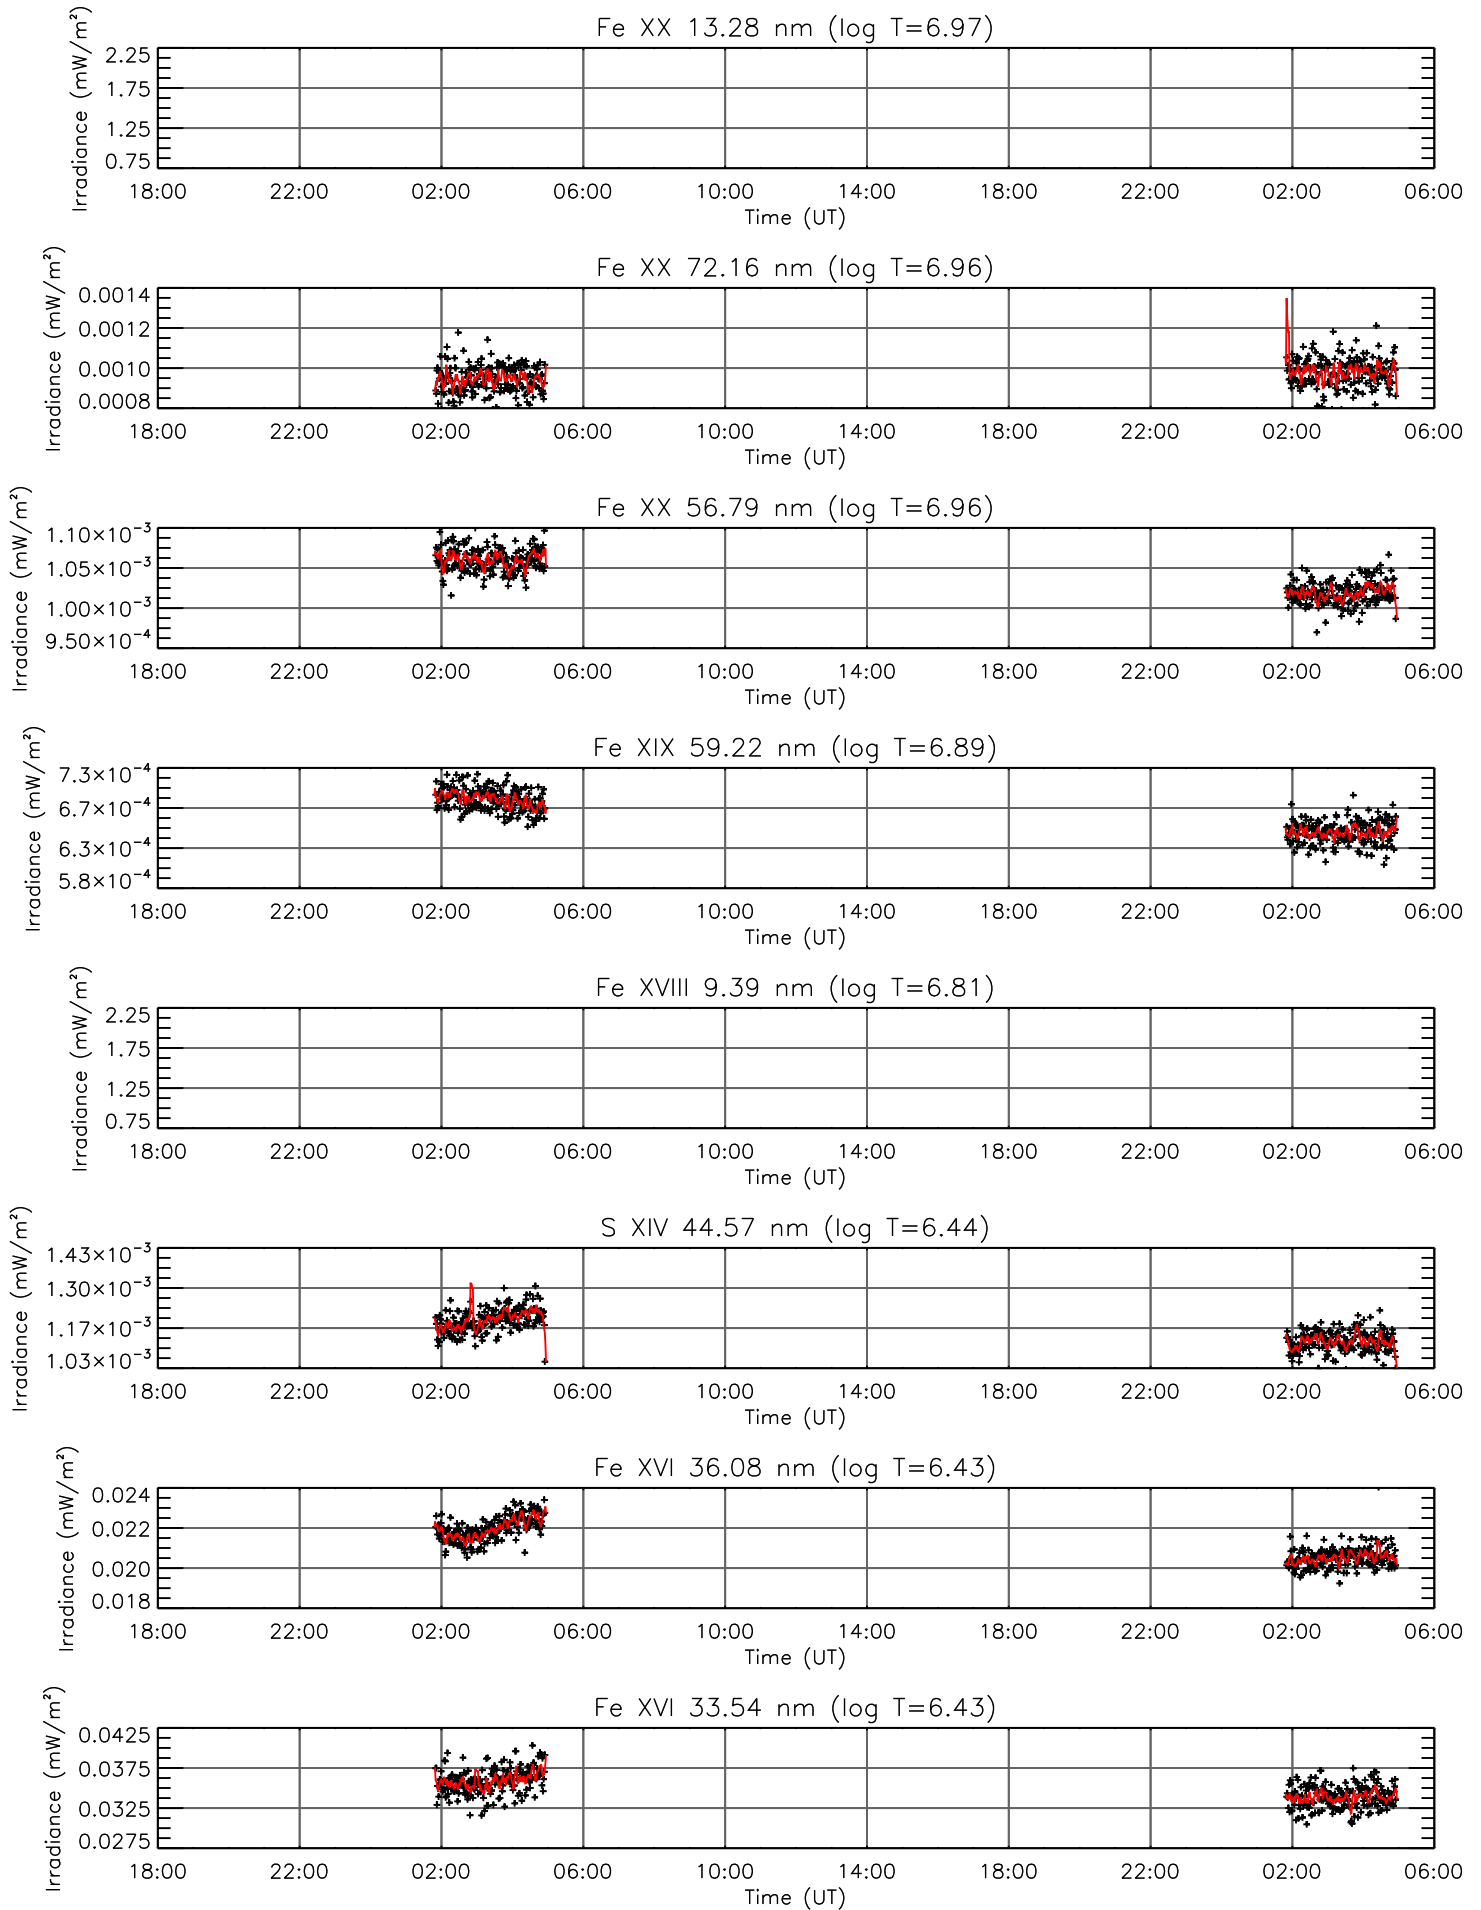 Fe XX 13.28 nm (log T=6.97)
Irradiance (mW/m²)
2.25
1.75
1.25
0.75
18:00 22:00 02:00 06:00 10:00 14:00 18:00 22:00 02:00 06:00
Time (UT)
Fe XX 72.16 nm (log T=6.96)
Irradiance (mW/m²)
0.0014
0.0012
0.0010
0.0008
18:00 22:00 02:00 06:00 10:00 14:00 18:00 22:00 02:00 06:00
Time (UT)
Fe XX 56.79 nm (log T=6.96)
Irradiance (mW/m²)
1.10×10⁻³
1.05×10⁻³
1.00×10⁻³
9.50×10⁻⁴
18:00 22:00 02:00 06:00 10:00 14:00 18:00 22:00 02:00 06:00
Time (UT)
Fe XIX 59.22 nm (log T=6.89)
Irradiance (mW/m²)
7.3×10⁻⁴
6.7×10⁻⁴
6.3×10⁻⁴
5.8×10⁻⁴
18:00 22:00 02:00 06:00 10:00 14:00 18:00 22:00 02:00 06:00
Time (UT)
Fe XVIII 9.39 nm (log T=6.81)
Irradiance (mW/m²)
2.25
1.75
1.25
0.75
18:00 22:00 02:00 06:00 10:00 14:00 18:00 22:00 02:00 06:00
Time (UT)
S XIV 44.57 nm (log T=6.44)
Irradiance (mW/m²)
1.43×10⁻³
1.30×10⁻³
1.17×10⁻³
1.03×10⁻³
18:00 22:00 02:00 06:00 10:00 14:00 18:00 22:00 02:00 06:00
Time (UT)
Fe XVI 36.08 nm (log T=6.43)
Irradiance (mW/m²)
0.024
0.022
0.020
0.018
18:00 22:00 02:00 06:00 10:00 14:00 18:00 22:00 02:00 06:00
Time (UT)
Fe XVI 33.54 nm (log T=6.43)
Irradiance (mW/m²)
0.0425
0.0375
0.0325
0.0275
18:00 22:00 02:00 06:00 10:00 14:00 18:00 22:00 02:00 06:00
Time (UT)